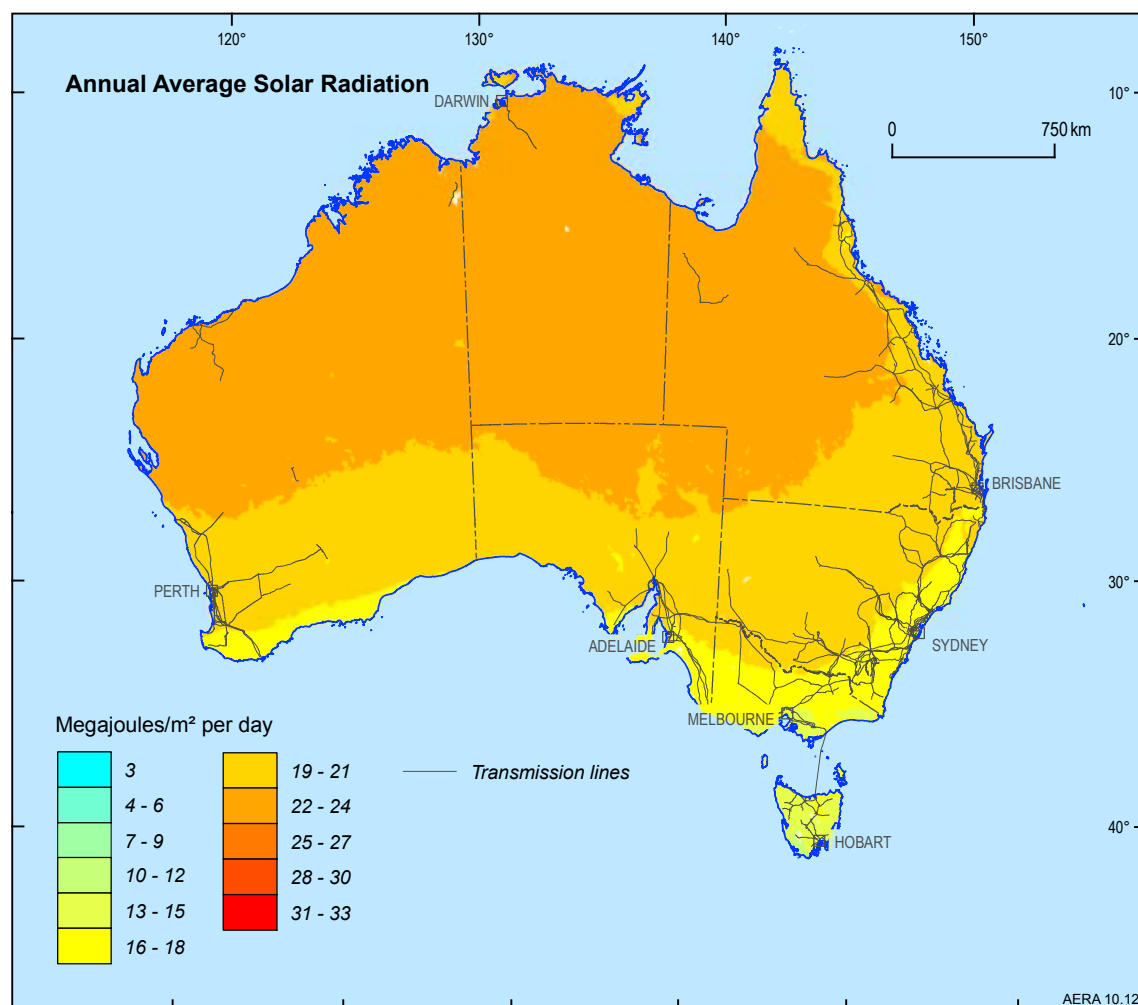 120°
130°
140°
150°
Annual Average Solar Radiation
10°
DARWIN
0
750 km
20°
BRISBANE
30°
PERTH
ADELAIDE
SYDNEY
MELBOURNE
Megajoules/m² per day
3
4 - 6
7 - 9
10 - 12
13 - 15
16 - 18
19 - 21
22 - 24
25 - 27
28 - 30
31 - 33
Transmission lines
40°
HOBART
AERA 10.12